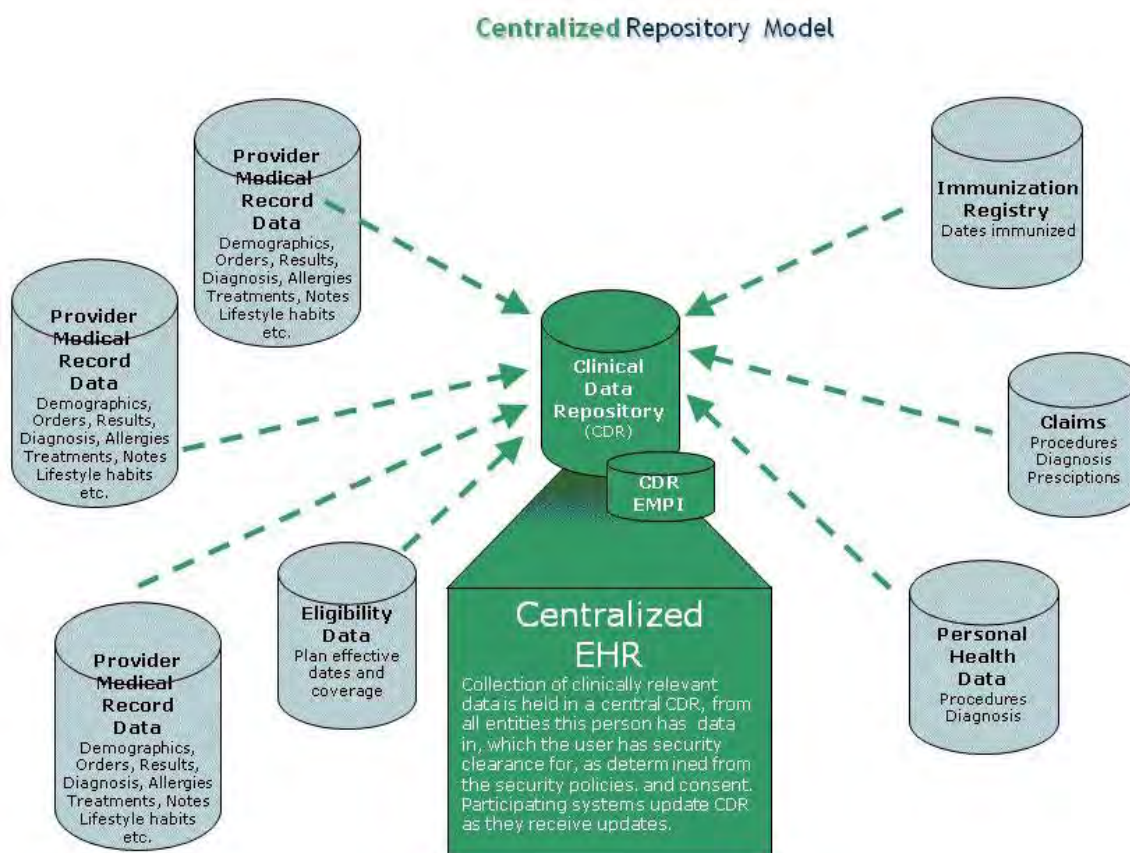 Centralized Repository Model
Provider
Medical
Record
Data
Demographics,
Orders, Results,
Diagnosis, Allergies
Treatments, Notes
Lifestyle habits
etc.
Immunization
Registry
Dates immunized
Provider
Medical
Record
Data
Demographics,
Orders, Results,
Diagnosis, Allergies
Treatments, Notes
Lifestyle habits
etc.
Clinical
Data
Repository
(CDR)
CDR
EMPI
Claims
Procedures
Diagnosis
Presciptions
Provider
Medical
Record
Data
Demographics,
Orders, Results,
Diagnosis, Allergies
Treatments, Notes
Lifestyle habits
etc.
Eligibility
Data
Plan effective
dates and
coverage
Centralized
EHR
Collection of clinically relevant
data is held in a central CDR, from
all entities this person has data
in, which the user has security
clearance for, as determined from
the security policies. and consent.
Participating systems update CDR
as they receive updates.
Personal
Health
Data
Procedures
Diagnosis